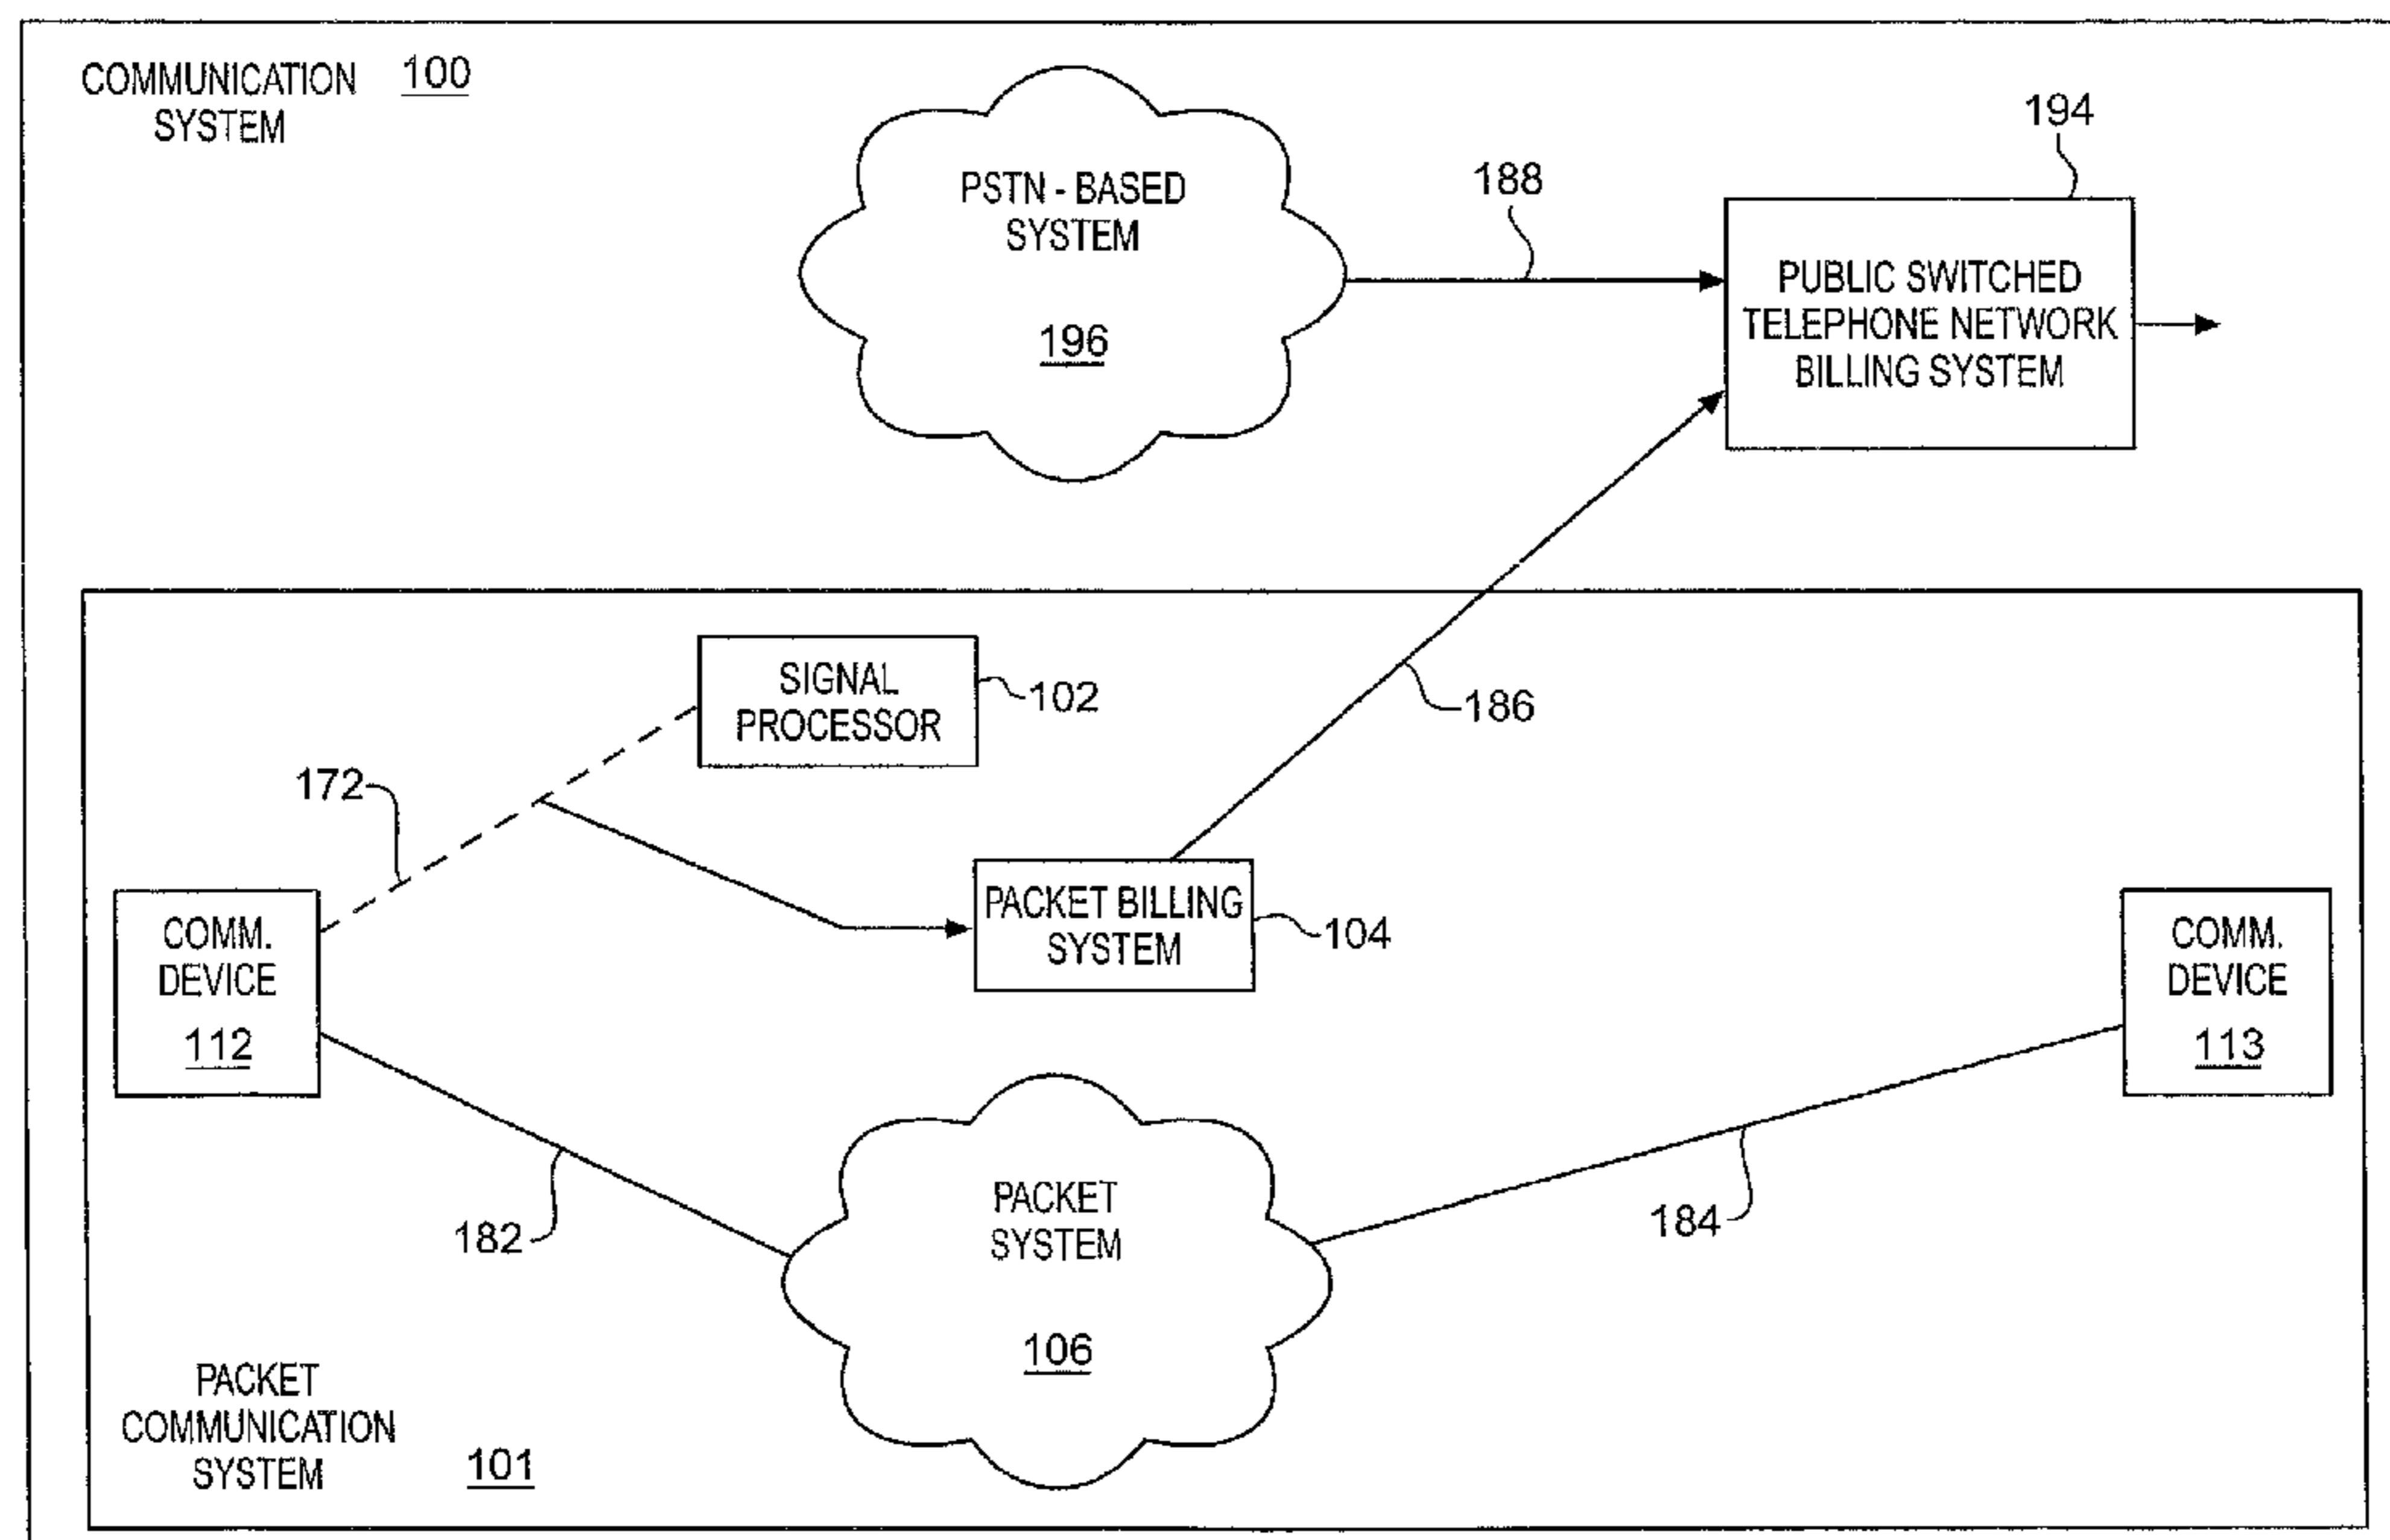 COMMUNICATION 100
SYSTEM
PSTN - BASED
SYSTEM
196
188
194
PUBLIC SWITCHED
TELEPHONE NETWORK
BILLING SYSTEM
SIGNAL
PROCESSOR
102
186
172
PACKET BILLING
SYSTEM
104
COMM.
DEVICE
112
COMM.
DEVICE
113
182
184
PACKET
SYSTEM
106
PACKET
COMMUNICATION
SYSTEM
101